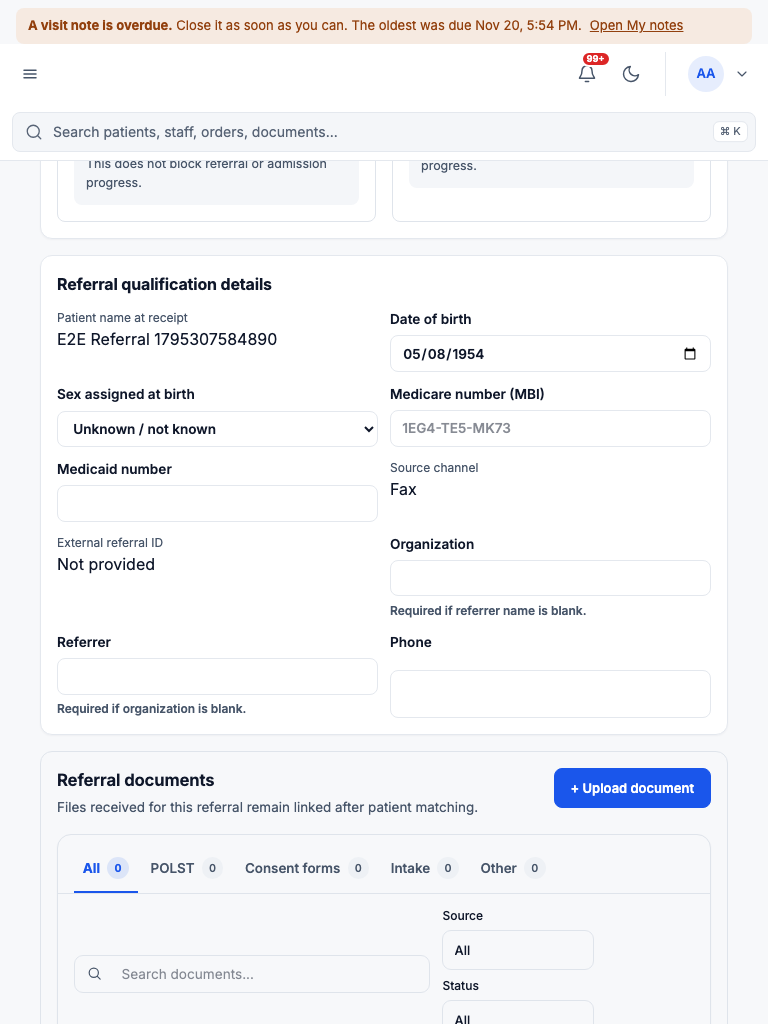 A visit note is overdue. Close it as soon as you can. The oldest was due Nov 20, 5:54 PM. Open My notes
99+
AA
Search patients, staff, orders, documents...
⌘ K
This does not block referral or admission
progress.
progress.
Referral qualification details
Patient name at receipt
E2E Referral 1795307584890
Date of birth
05/08/1954
Sex assigned at birth
Unknown / not known
Medicare number (MBI)
1EG4-TE5-MK73
Medicaid number
Source channel
Fax
External referral ID
Not provided
Organization
Required if referrer name is blank.
Referrer
Required if organization is blank.
Phone
Referral documents
Files received for this referral remain linked after patient matching.
+ Upload document
All 0 POLST 0 Consent forms 0 Intake 0 Other 0
Search documents...
Source
All
Status
All